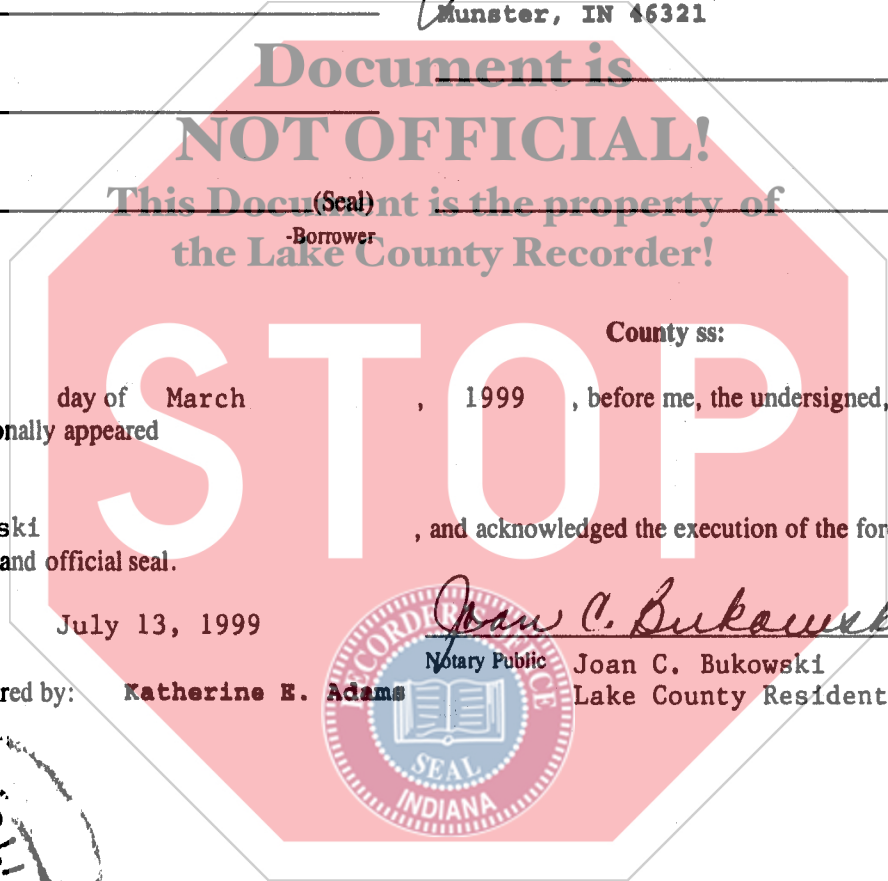 Munster, IN 46321
Document is
NOT OFFICIAL!
This Document is the property of
(Seal)
-Borrower
the Lake County Recorder!
County ss:
STOP
day of March , 1999 , before me, the undersigned,
onally appeared
ski , and acknowledged the execution of the fore
and official seal.
July 13, 1999 Joan C. Bukowsk
Notary Public Joan C. Bukowski
red by: Katherine E. Adams Lake County Resident
RECORDER'S OFFICE
SEAL
INDIANA